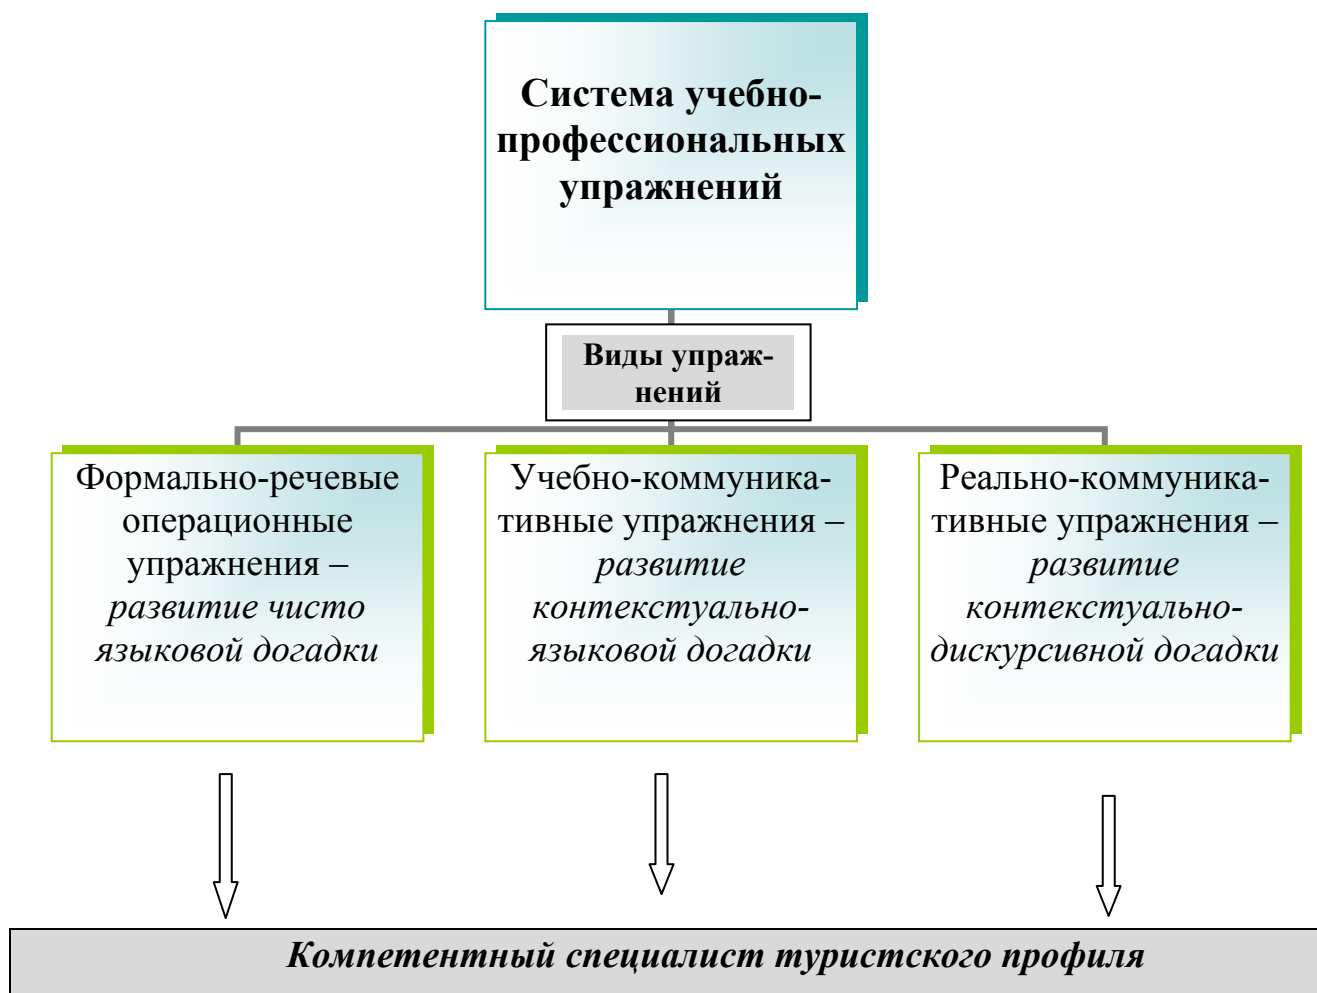 Система учебно-
профессиональных
упражнений
Виды упраж-
нений
Формально-речевые
операционные
упражнения –
развитие чисто
языковой догадки
Учебно-коммуника-
тивные упражнения –
развитие
контекстуально-
языковой догадки
Реально-коммуника-
тивные упражнения –
развитие
контекстуально-
дискурсивной догадки
Компетентный специалист туристского профиля